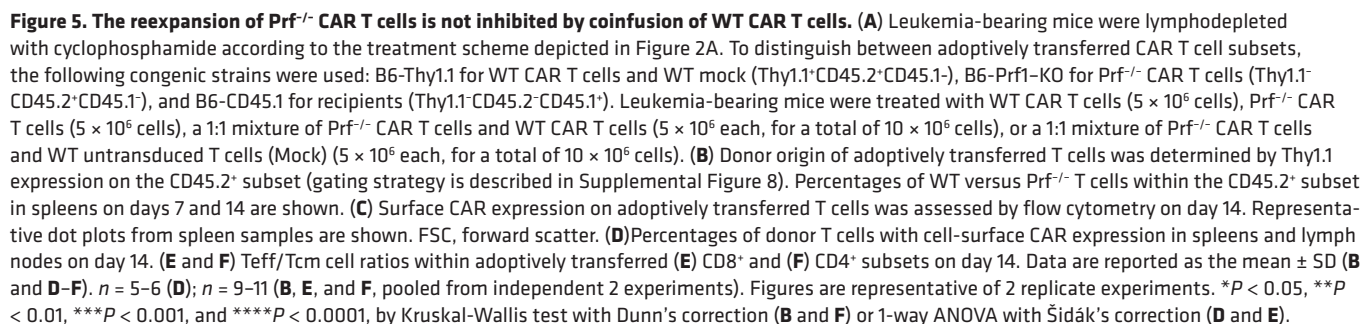 Figure 5. The reexpansion of Prf⁻/⁻ CAR T cells is not inhibited by coinfusion of WT CAR T cells. (A) Leukemia-bearing mice were lymphodepleted
with cyclophosphamide according to the treatment scheme depicted in Figure 2A. To distinguish between adoptively transferred CAR T cell subsets,
the following congenic strains were used: B6-Thy1.1 for WT CAR T cells and WT mock (Thy1.1⁺CD45.2⁺CD45.1-), B6-Prf1–KO for Prf⁻/⁻ CAR T cells (Thy1.1⁻
CD45.2⁺CD45.1⁻), and B6-CD45.1 for recipients (Thy1.1⁻CD45.2⁻CD45.1⁺). Leukemia-bearing mice were treated with WT CAR T cells (5 × 10⁶ cells), Prf⁻/⁻ CAR
T cells (5 × 10⁶ cells), a 1:1 mixture of Prf⁻/⁻ CAR T cells and WT CAR T cells (5 × 10⁶ each, for a total of 10 × 10⁶ cells), or a 1:1 mixture of Prf⁻/⁻ CAR T cells
and WT untransduced T cells (Mock) (5 × 10⁶ each, for a total of 10 × 10⁶ cells). (B) Donor origin of adoptively transferred T cells was determined by Thy1.1
expression on the CD45.2⁺ subset (gating strategy is described in Supplemental Figure 8). Percentages of WT versus Prf⁻/⁻ T cells within the CD45.2⁺ subset
in spleens on days 7 and 14 are shown. (C) Surface CAR expression on adoptively transferred T cells was assessed by flow cytometry on day 14. Representa-
tive dot plots from spleen samples are shown. FSC, forward scatter. (D)Percentages of donor T cells with cell-surface CAR expression in spleens and lymph
nodes on day 14. (E and F) Teff/Tcm cell ratios within adoptively transferred (E) CD8⁺ and (F) CD4⁺ subsets on day 14. Data are reported as the mean ± SD (B
and D–F). n = 5–6 (D); n = 9–11 (B, E, and F, pooled from independent 2 experiments). Figures are representative of 2 replicate experiments. *P < 0.05, **P
< 0.01, ***P < 0.001, and ****P < 0.0001, by Kruskal-Wallis test with Dunn's correction (B and F) or 1-way ANOVA with Šidák's correction (D and E).